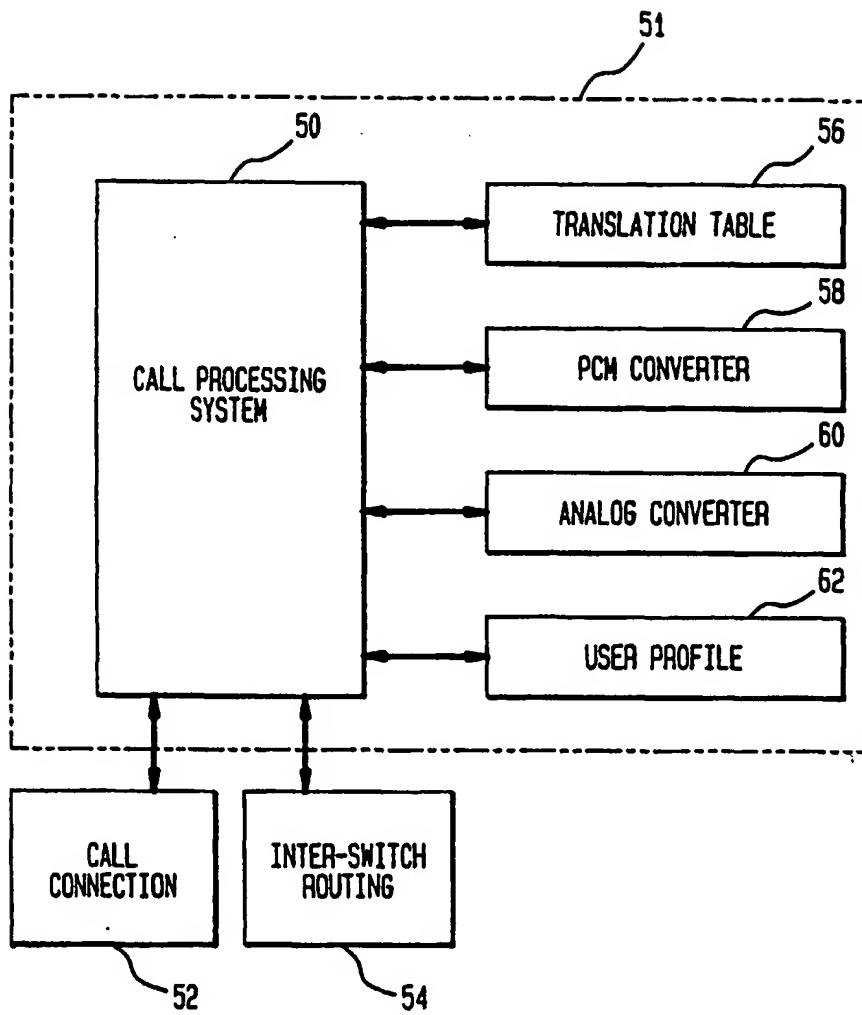 51
50
56
TRANSLATION TABLE
58
PCM CONVERTER
CALL PROCESSING
SYSTEM
60
ANALOG CONVERTER
62
USER PROFILE
CALL
CONNECTION
INTER-SWITCH
ROUTING
52
54